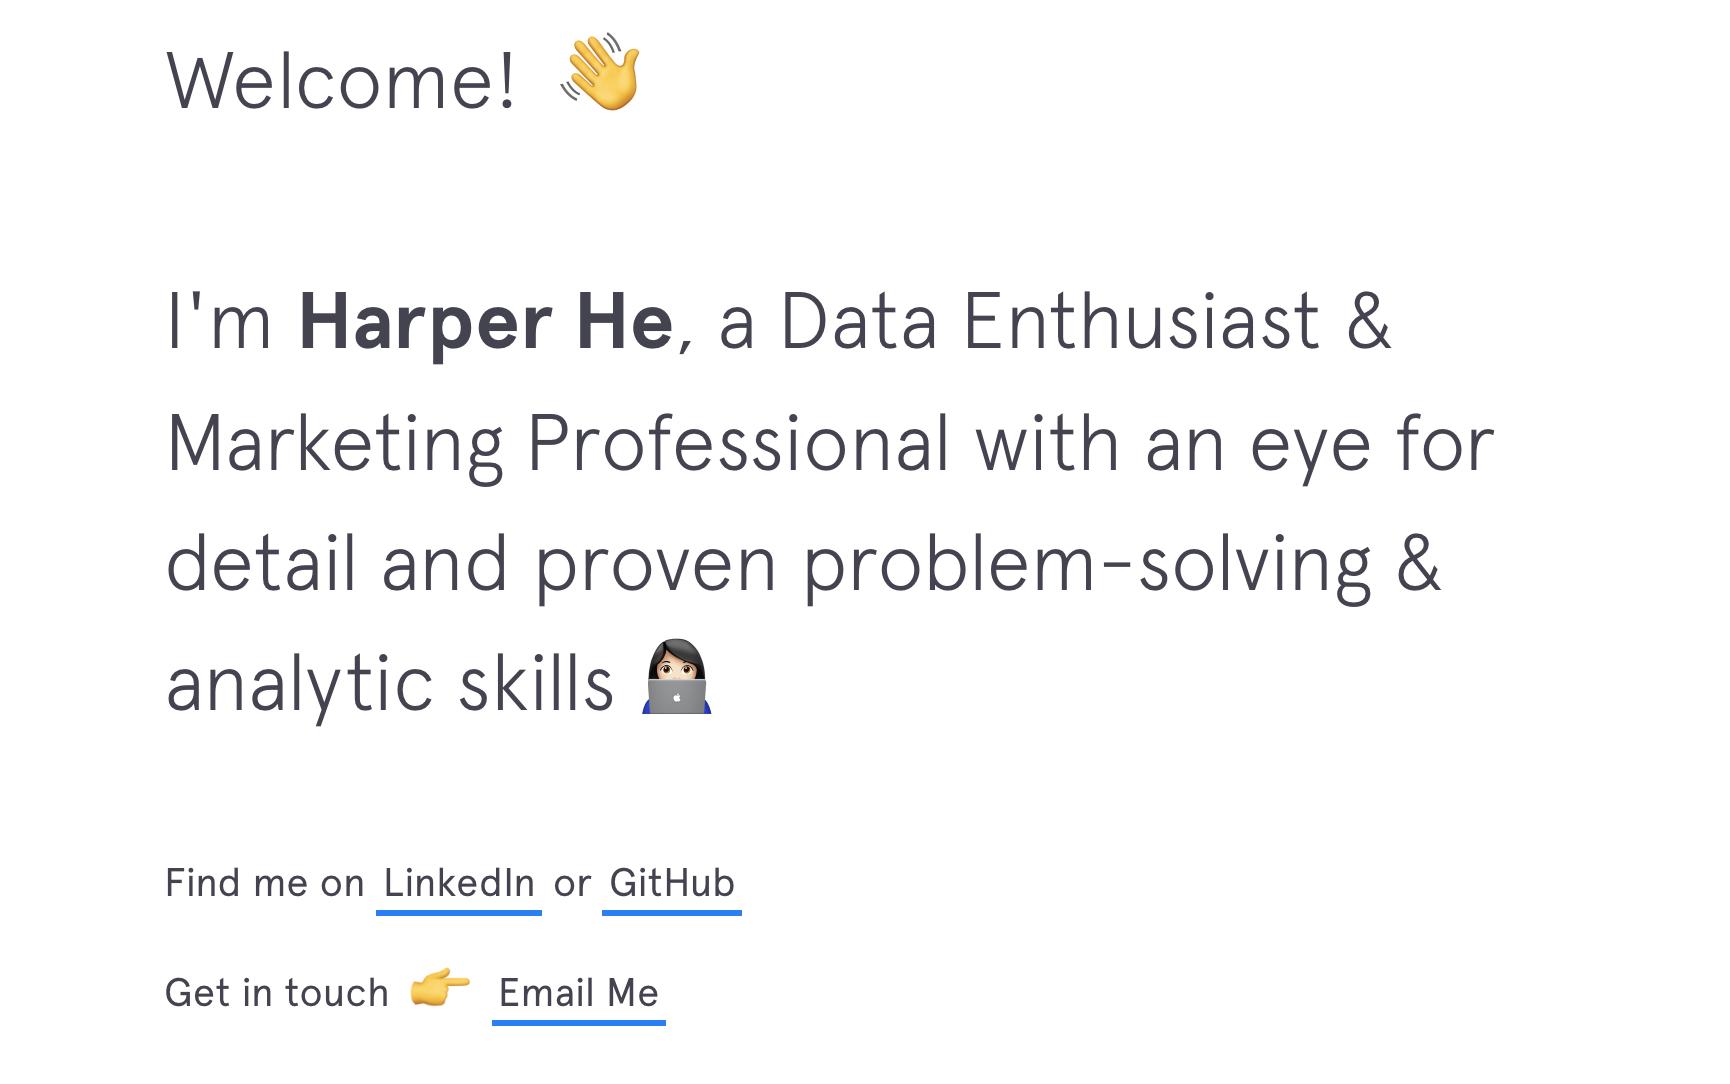 Welcome! 👋
I'm Harper He, a Data Enthusiast &
Marketing Professional with an eye for
detail and proven problem-solving &
analytic skills 👩🏻‍💻
Find me on LinkedIn or GitHub
Get in touch 👉 Email Me